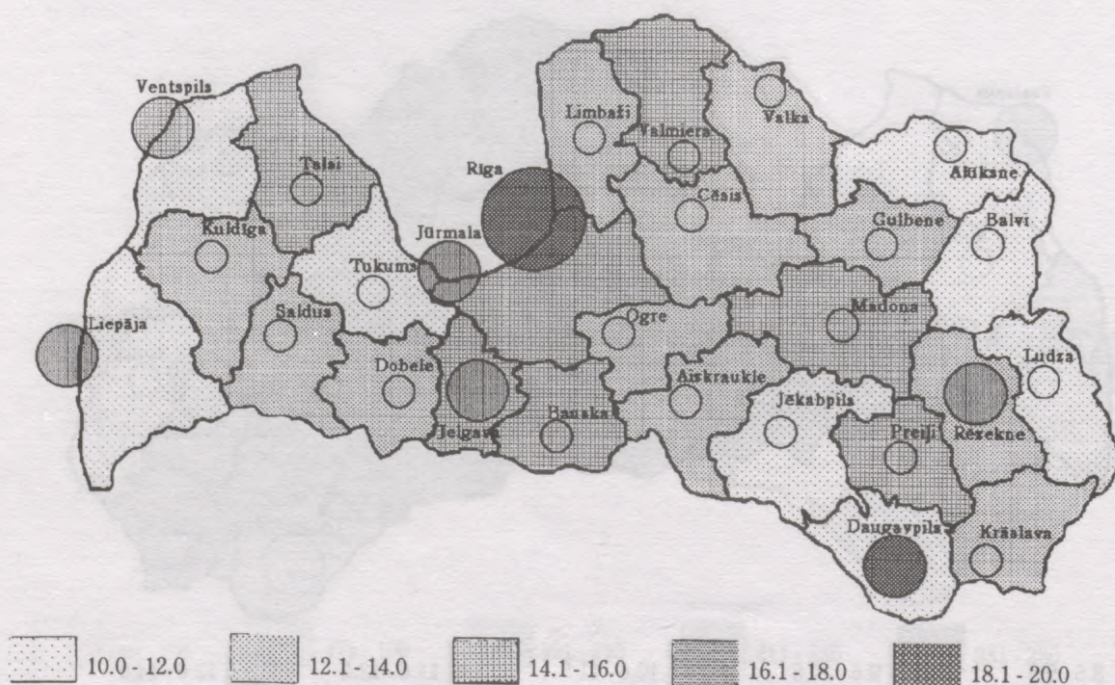 Ventspils
Limbaži
Valka
Valmiera
Talsi
Rīga
Alūksne
Cēsis
Gulbene
Balvi
Kuldīga
Jūrmala
Tukums
Liepāja
Saldus
Ogre
Madona
Dobele
Aiskraukle
Ludza
Jēkabpils
Jelgava
Bauska
Preiļi
Rēzekne
Daugavpils
Krāslava
10.0 - 12.0
12.1 - 14.0
14.1 - 16.0
16.1 - 18.0
18.1 - 20.0